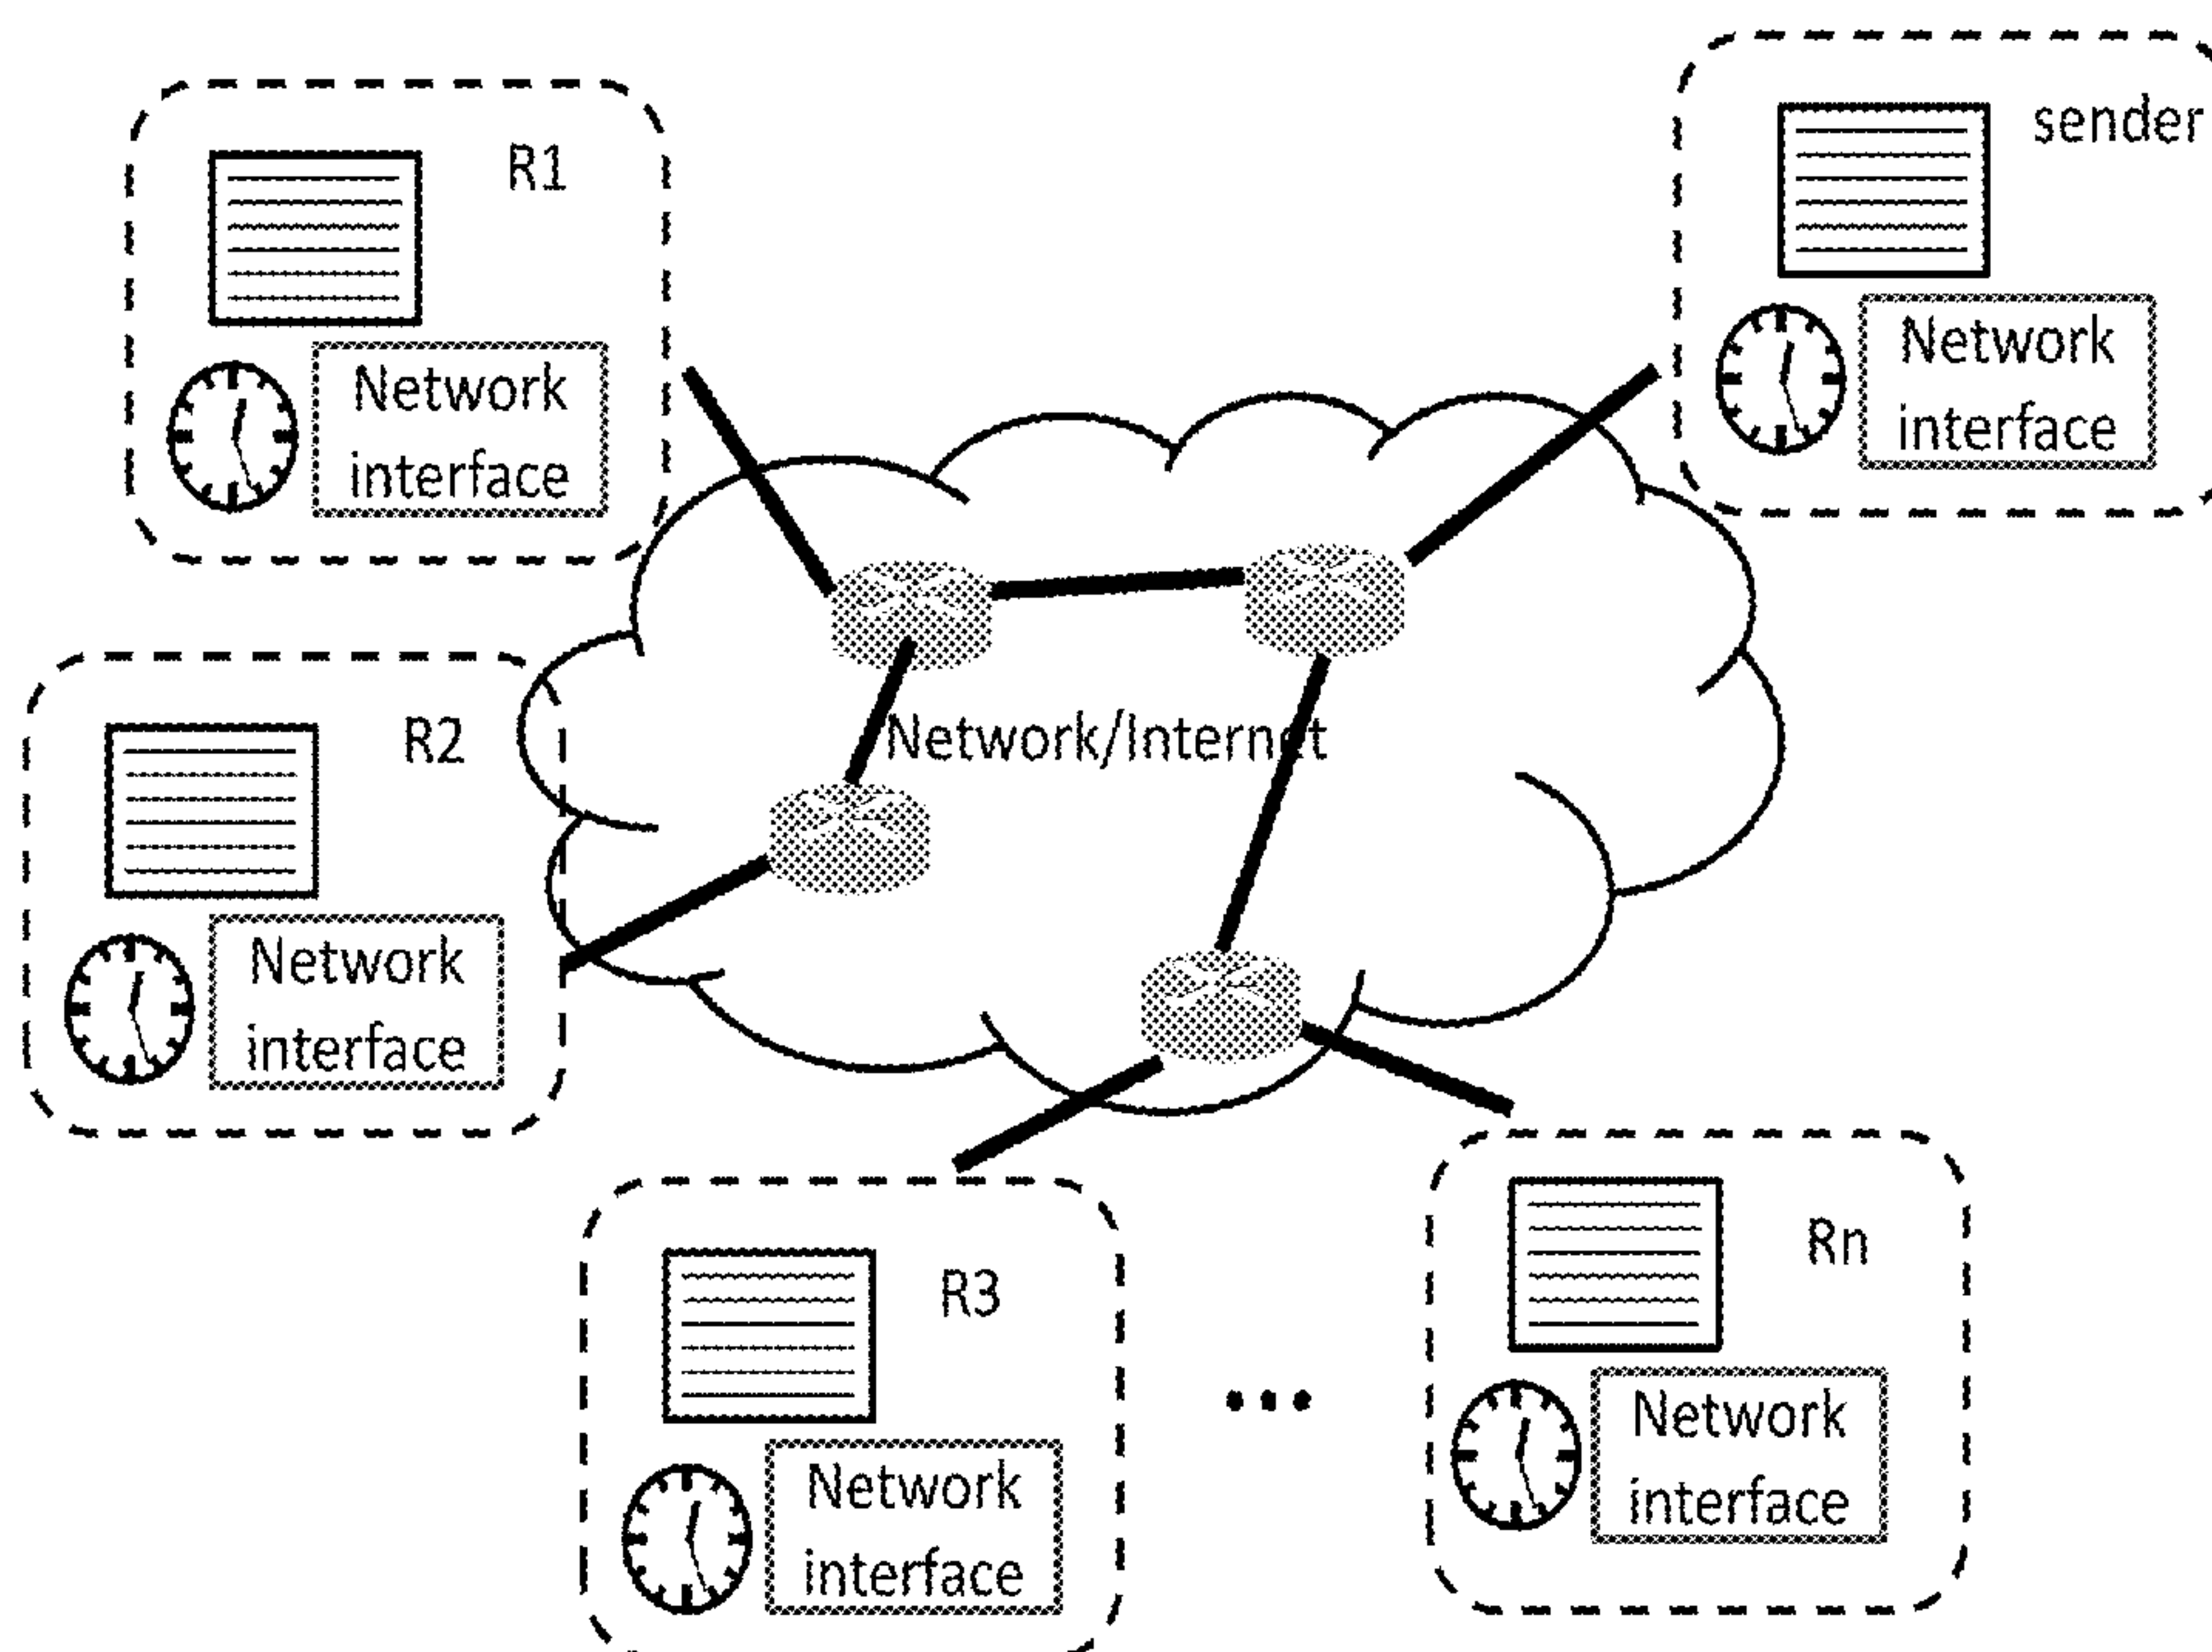 R1
Network
interface
sender
Network
interface
R2
Network
interface
Network/Internet
R3
Network
interface
...
Rn
Network
interface